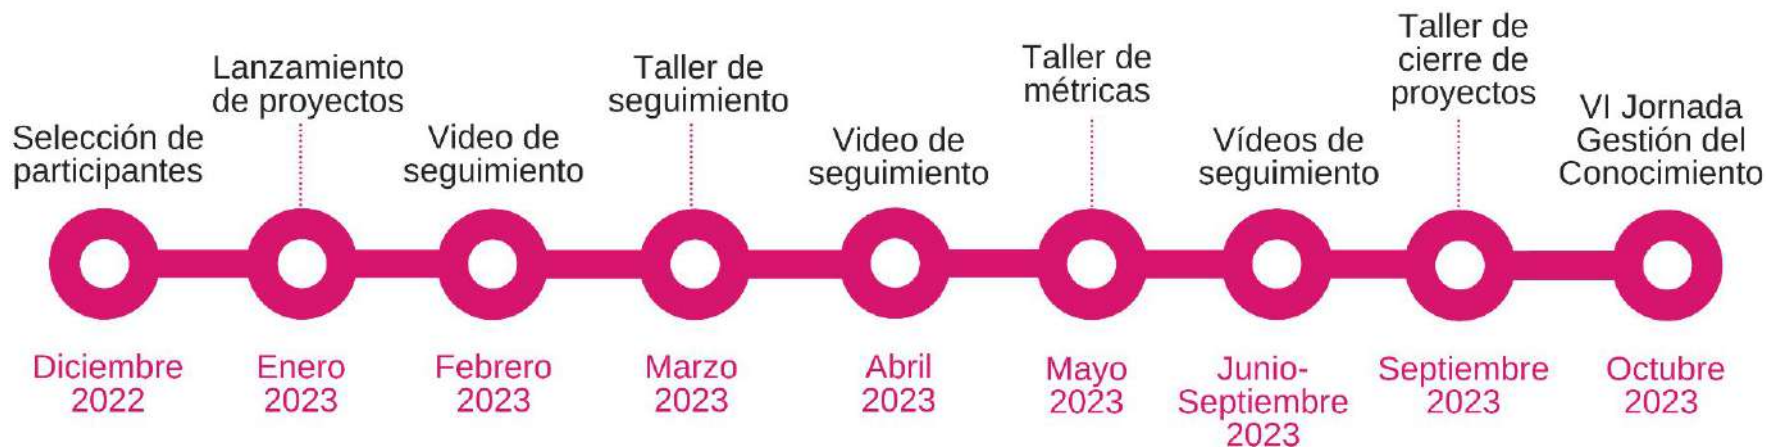 Selección de
participantes
Lanzamiento
de proyectos
Video de
seguimiento
Taller de
seguimiento
Video de
seguimiento
Taller de
métricas
Vídeos de
seguimiento
Taller de
cierre de
proyectos
VI Jornada
Gestión del
Conocimiento
Diciembre
2022
Enero
2023
Febrero
2023
Marzo
2023
Abril
2023
Mayo
2023
Junio-
Septiembre
2023
Septiembre
2023
Octubre
2023